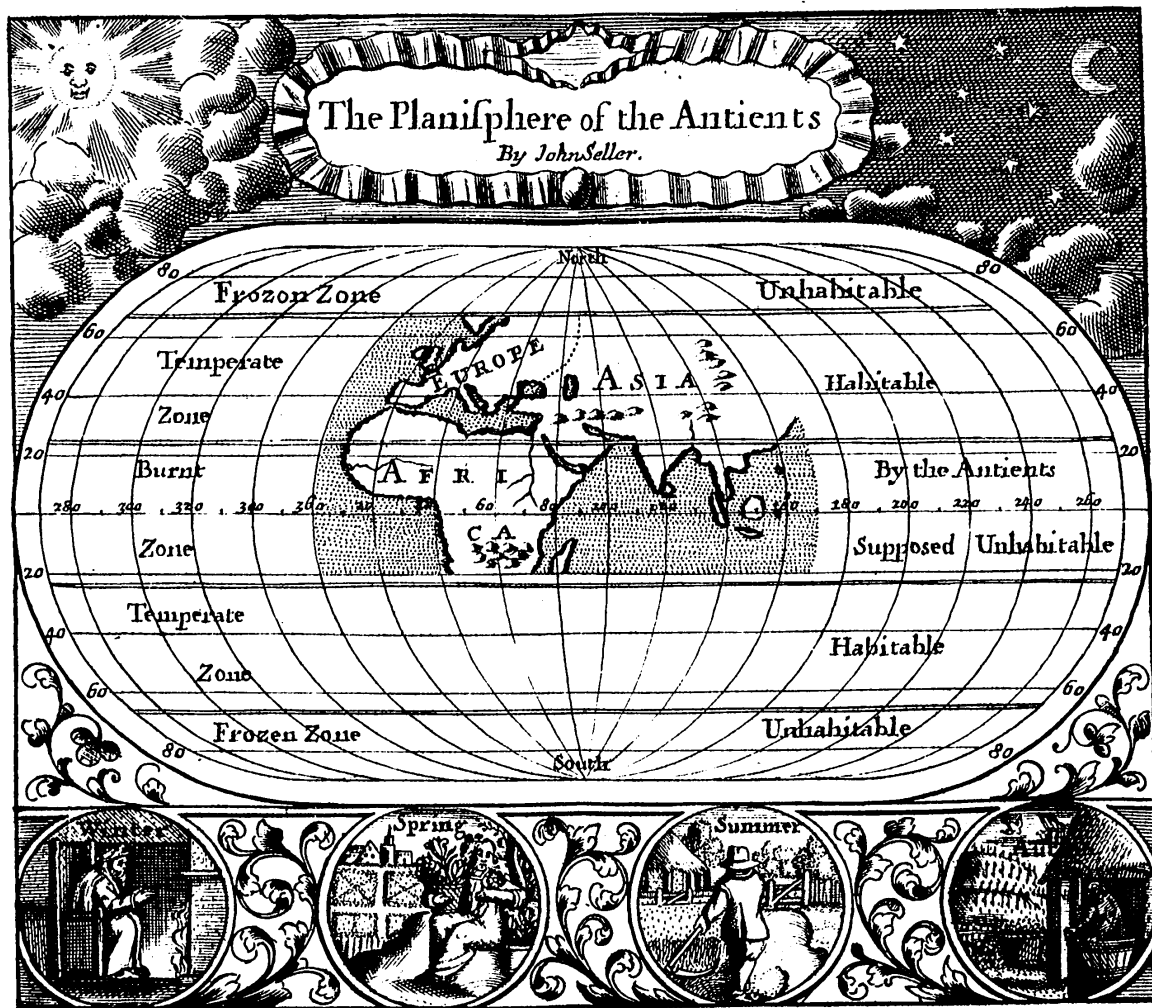 The Planiſphere of the Antients
By John Seller.
North
80
80
Frozon Zone
Unhabitable
60
60
Temperate
EUROPE
ASIA
Habitable
40
40
Zone
20
20
Burnt
AFRI
By the Antients
280
300
340
360
20
60
80
180
200
220
240
260
CA
Zone
Supposed Unhabitable
20
20
Temperate
40
40
Habitable
Zone
60
60
Frozen Zone
Unhabitable
80
80
South
Winter
Spring
Summer